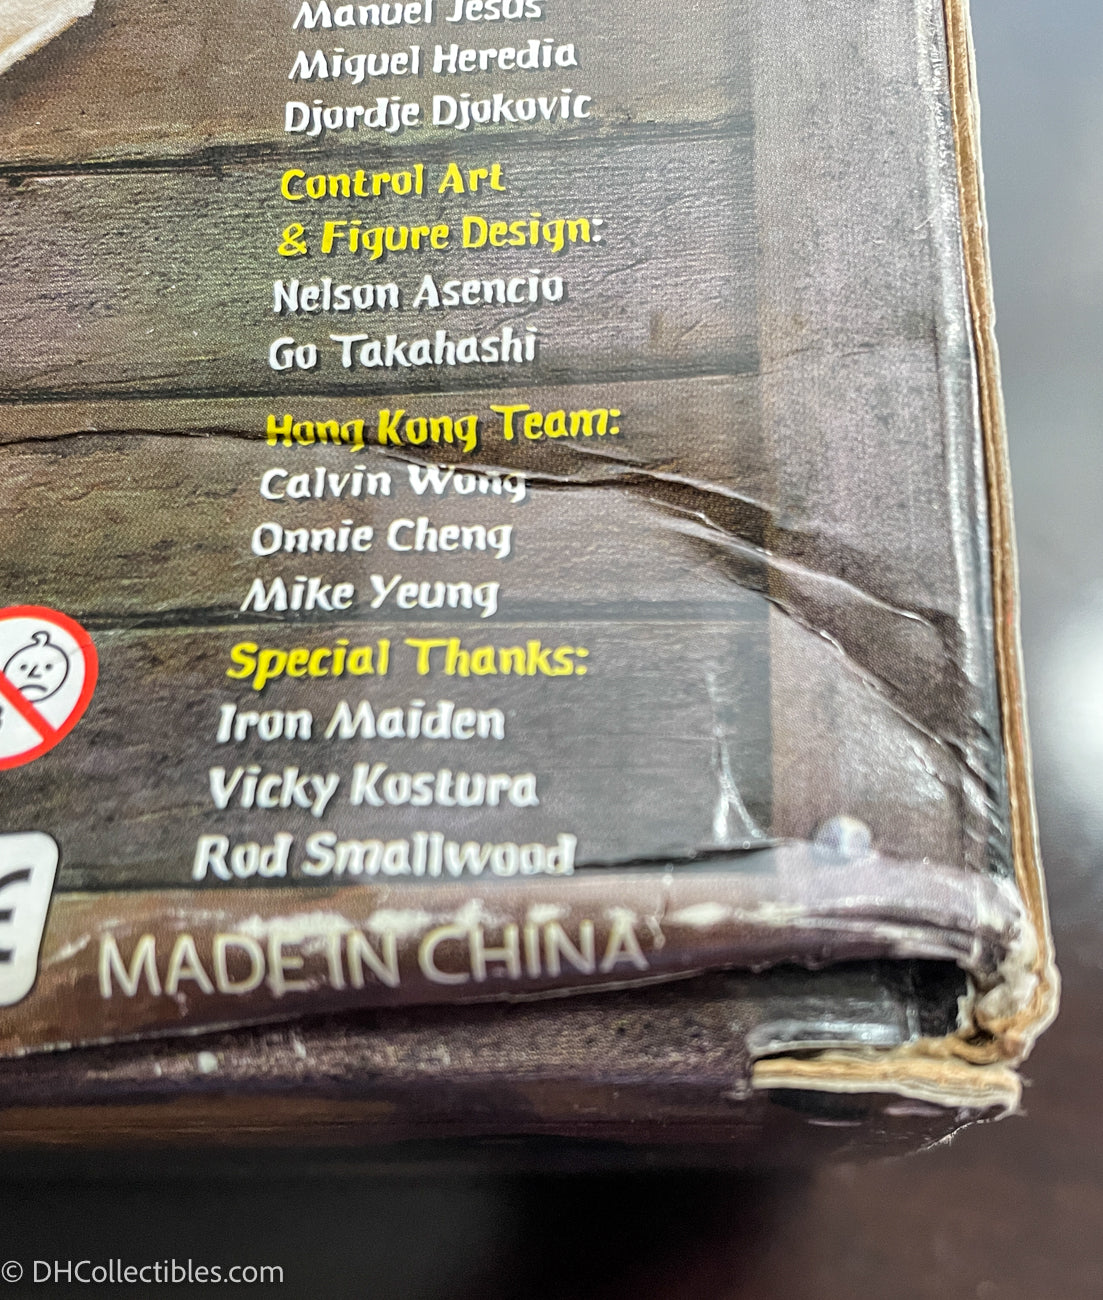 Manuel Jesus
Miguel Heredia
Djordje Djokovic
Control Art
& Figure Design:
Nelson Asencio
Go Takahashi
Hong Kong Team:
Calvin Wong
Onnie Cheng
Mike Yeung
Special Thanks:
Iron Maiden
Vicky Kostura
Rod Smallwood
MADE IN CHINA
© DHCollectibles.com